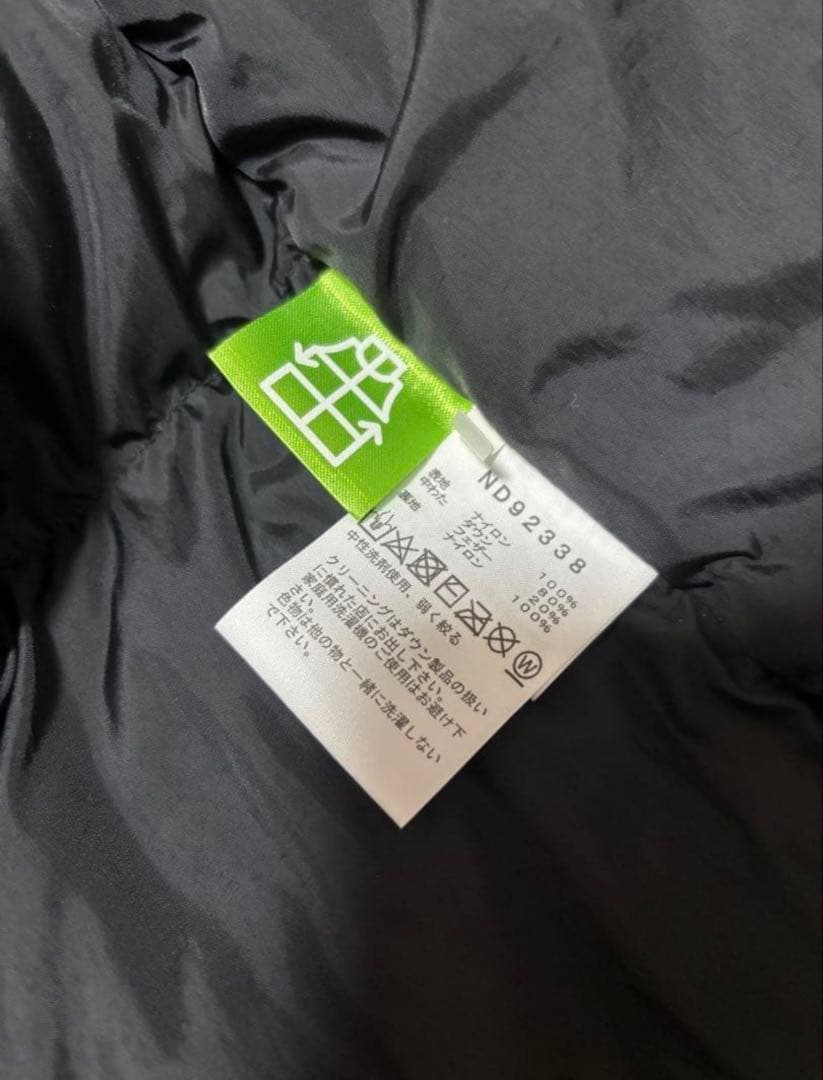 ND92338
表地 ナイロン 100%
中わた ダウン 80%
フェザー 20%
裏地 ナイロン 100%
W
中性洗剤使用、弱く絞る
クリーニングはダウン製品の扱い
に慣れた店にお出し下さい。
家庭用洗濯機のご使用はお避け下
さい。
色物は他の物と一緒に洗濯しない
で下さい。